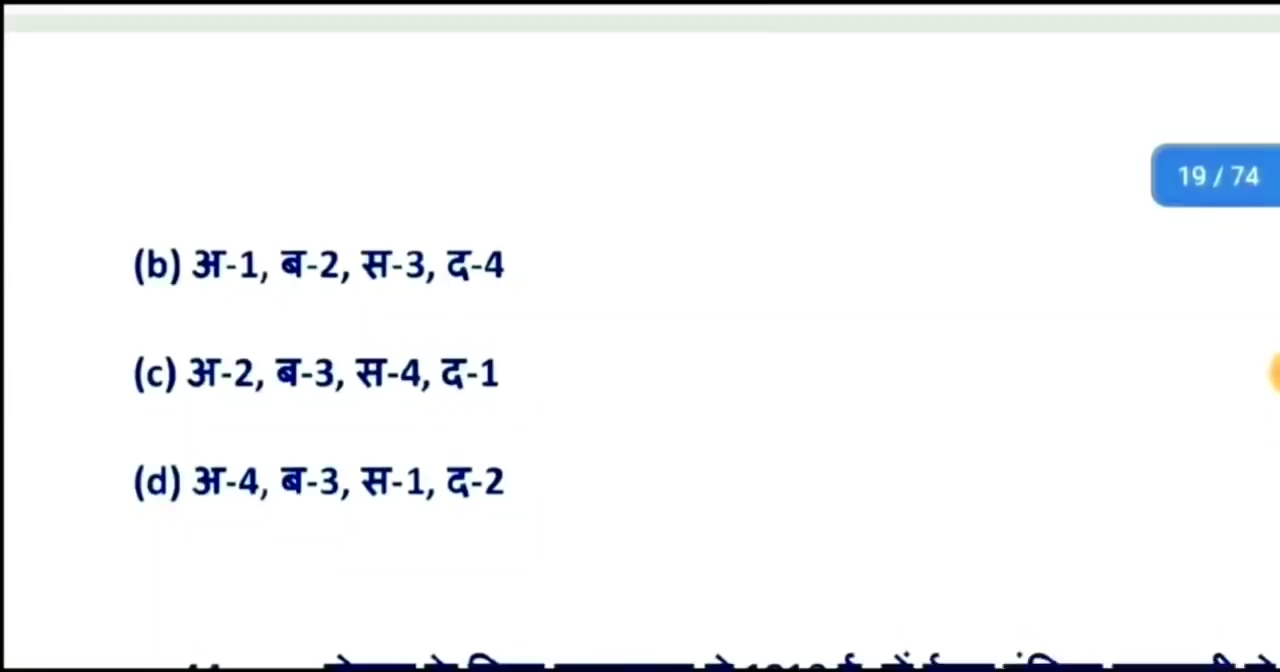 19 / 74
(b) अ-1, ब-2, स-3, द-4
(c) अ-2, ब-3, स-4, द-1
(d) अ-4, ब-3, स-1, द-2